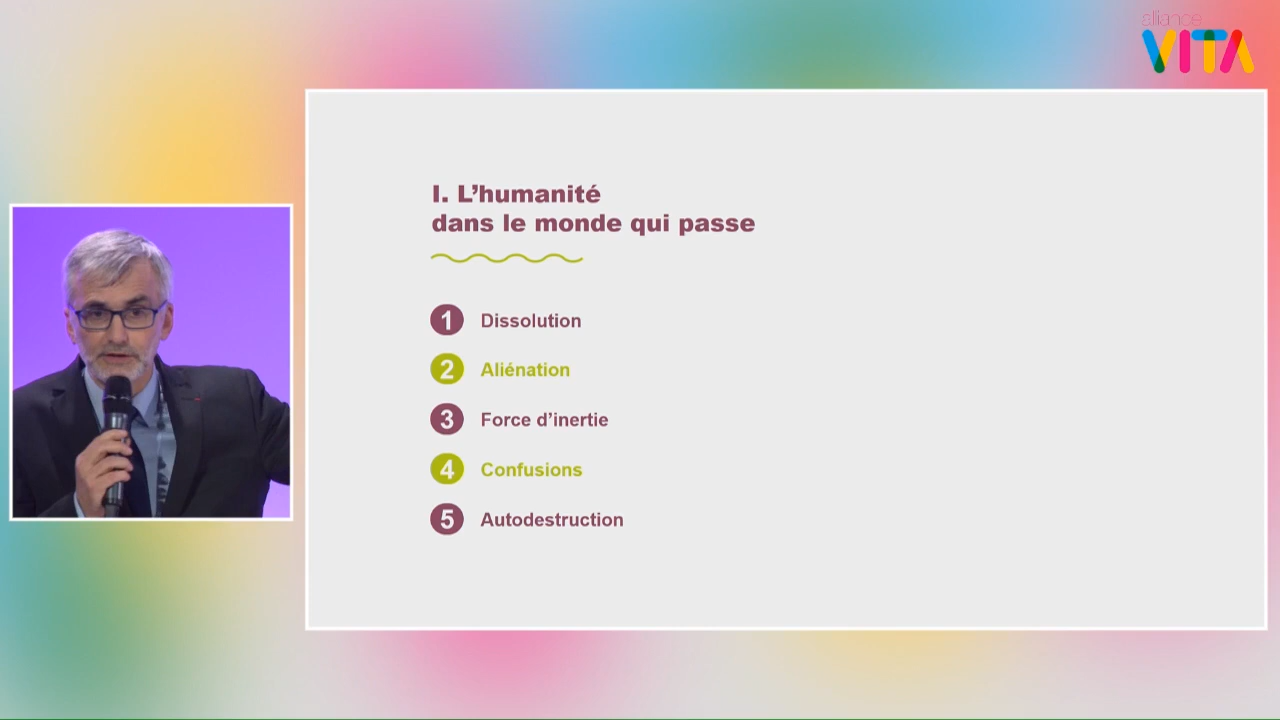 alliance
VITA
I. L'humanité
dans le monde qui passe
1 Dissolution
2 Aliénation
3 Force d'inertie
4 Confusions
5 Autodestruction